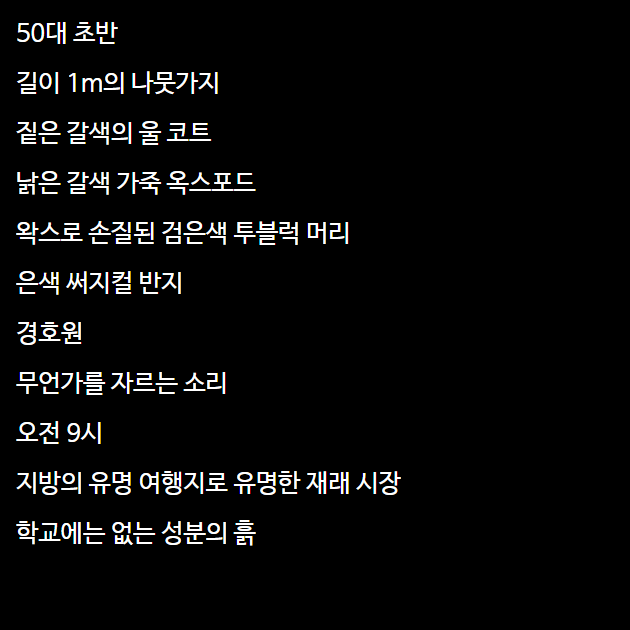 50대 초반
길이 1m의 나뭇가지
짙은 갈색의 울 코트
낡은 갈색 가죽 옥스포드
왁스로 손질된 검은색 투블럭 머리
은색 써지컬 반지
경호원
무언가를 자르는 소리
오전 9시
지방의 유명 여행지로 유명한 재래 시장
학교에는 없는 성분의 흙